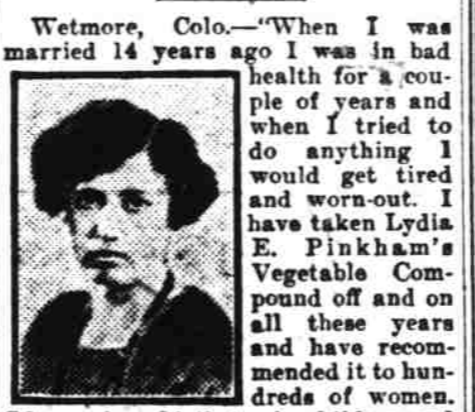 Wetmore, Colo.—"When I was
married 14 years ago I was in bad
health for a cou-
ple of years and
when I tried to
do anything I
would get tired
and worn-out. I
have taken Lydia
E. Pinkham's
Vegetable Com-
pound off and on
all these years
and have recom-
mended it to hun-
dreds of women.